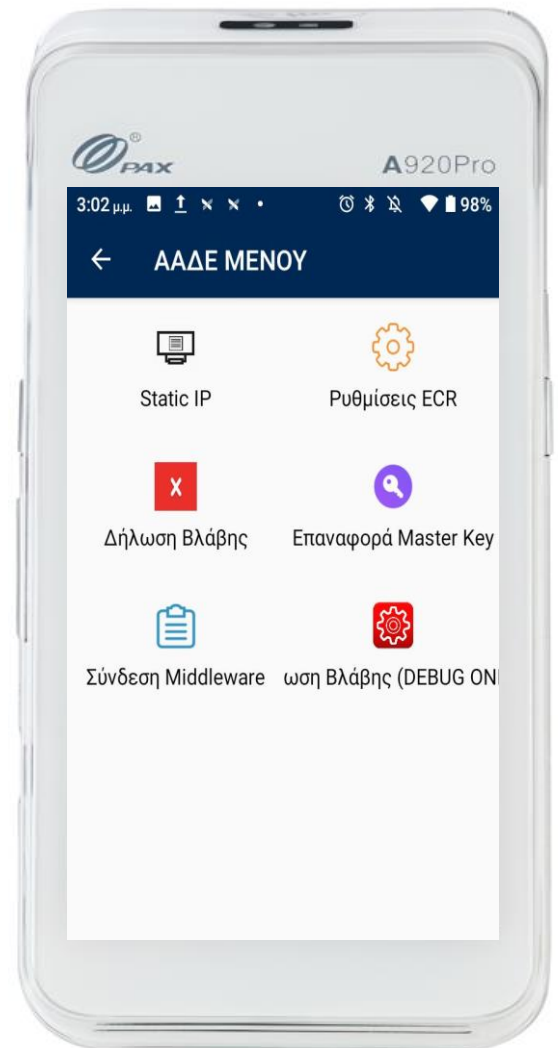 PAX®
A920Pro
3:02 μ.μ. 98%
ΑΑΔΕ ΜΕΝΟΥ
Static IP Ρυθμίσεις ECR
X
Δήλωση Βλάβης Επαναφορά Master Key
Σύνδεση Middleware ωση Βλάβης (DEBUG ONL